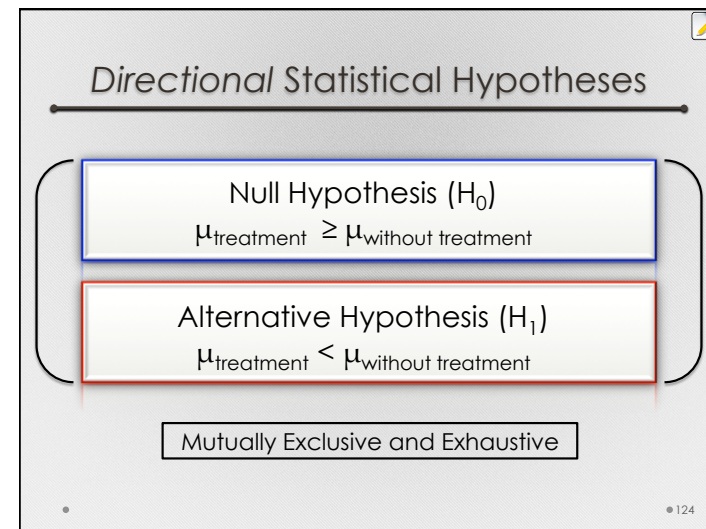 Directional Statistical Hypotheses
Null Hypothesis (H₀)
μtreatment ≥ μwithout treatment
Alternative Hypothesis (H₁)
μtreatment < μwithout treatment
Mutually Exclusive and Exhaustive
124